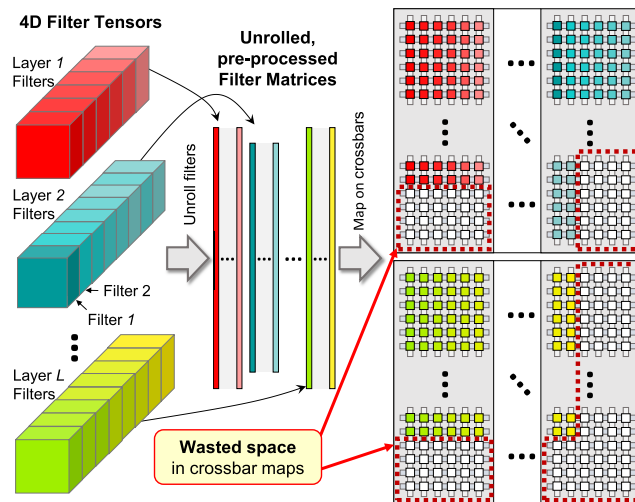 4D Filter Tensors
Layer 1
Filters
Layer 2
Filters
Filter 2
Filter 1
Layer L
Filters
Unrolled,
pre-processed
Filter Matrices
Unroll filters
Map on crossbars
Wasted space
in crossbar maps